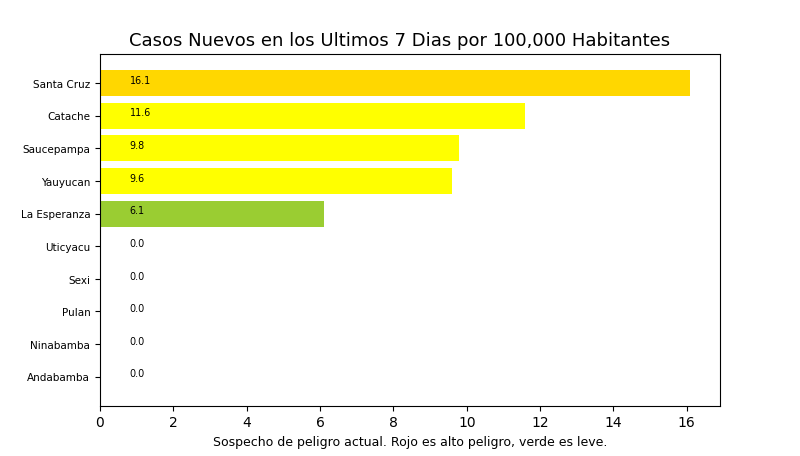 Casos Nuevos en los Ultimos 7 Dias por 100,000 Habitantes
Santa Cruz 16.1
Catache 11.6
Saucepampa 9.8
Yauyucan 9.6
La Esperanza 6.1
Uticyacu 0.0
Sexi 0.0
Pulan 0.0
Ninabamba 0.0
Andabamba 0.0
0 2 4 6 8 10 12 14 16
Sospecho de peligro actual. Rojo es alto peligro, verde es leve.